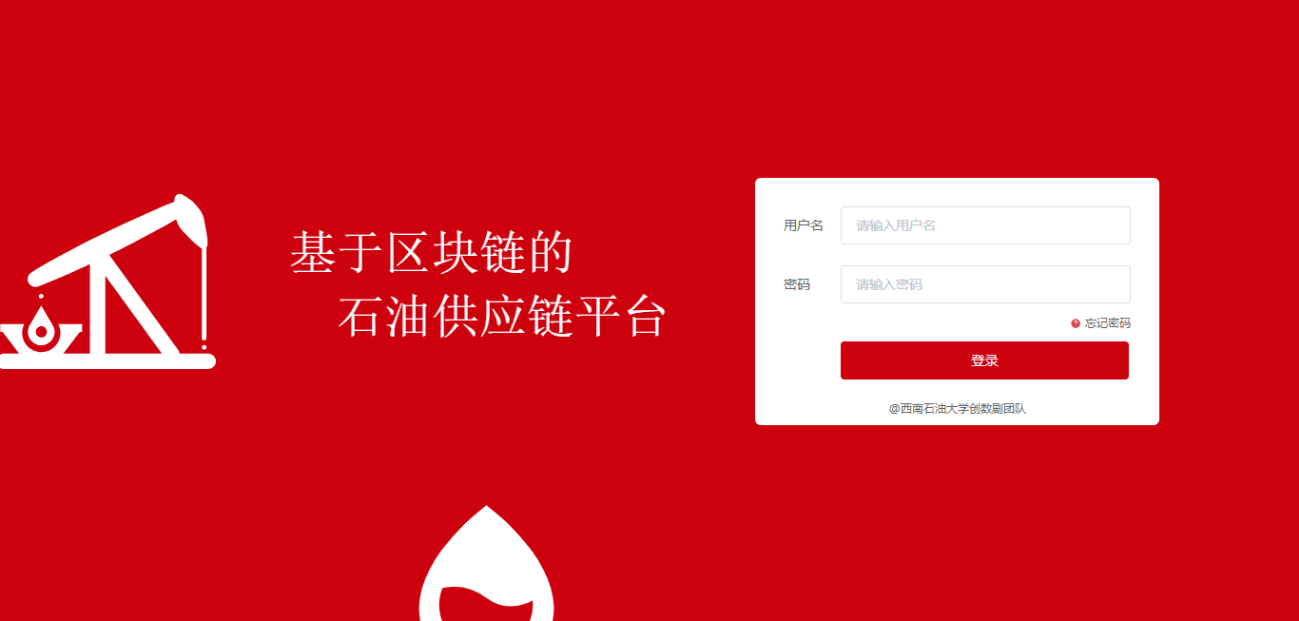 基于区块链的
石油供应链平台
用户名
请输入用户名
密码
请输入密码
忘记密码
登录
@西南石油大学创数剧团队